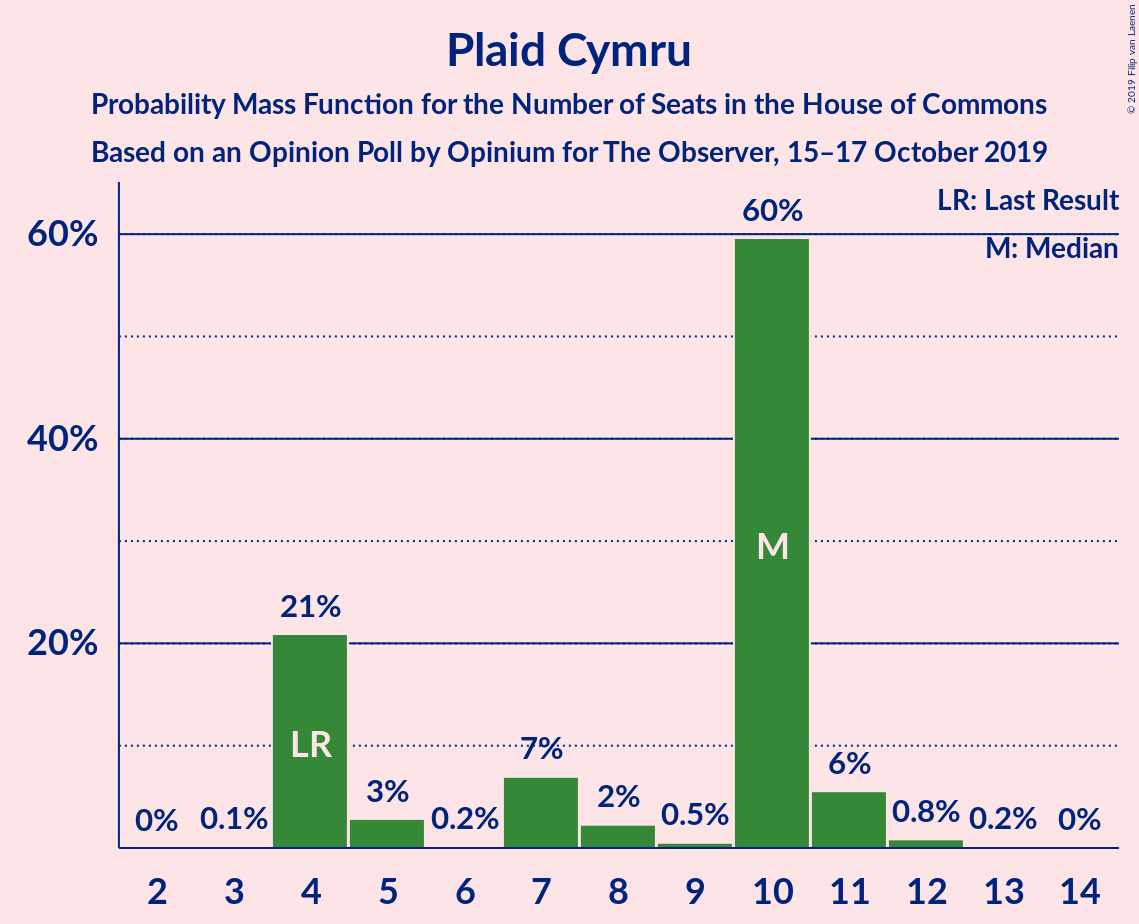 Plaid Cymru
Probability Mass Function for the Number of Seats in the House of Commons
Based on an Opinion Poll by Opinium for The Observer, 15–17 October 2019
© 2019 Filip van Laenen
LR: Last Result
M: Median
60%
40%
20%
0%
0.1%
21%
3%
0.2%
7%
2%
0.5%
60%
6%
0.8%
0.2%
0%
LR
M
2 3 4 5 6 7 8 9 10 11 12 13 14